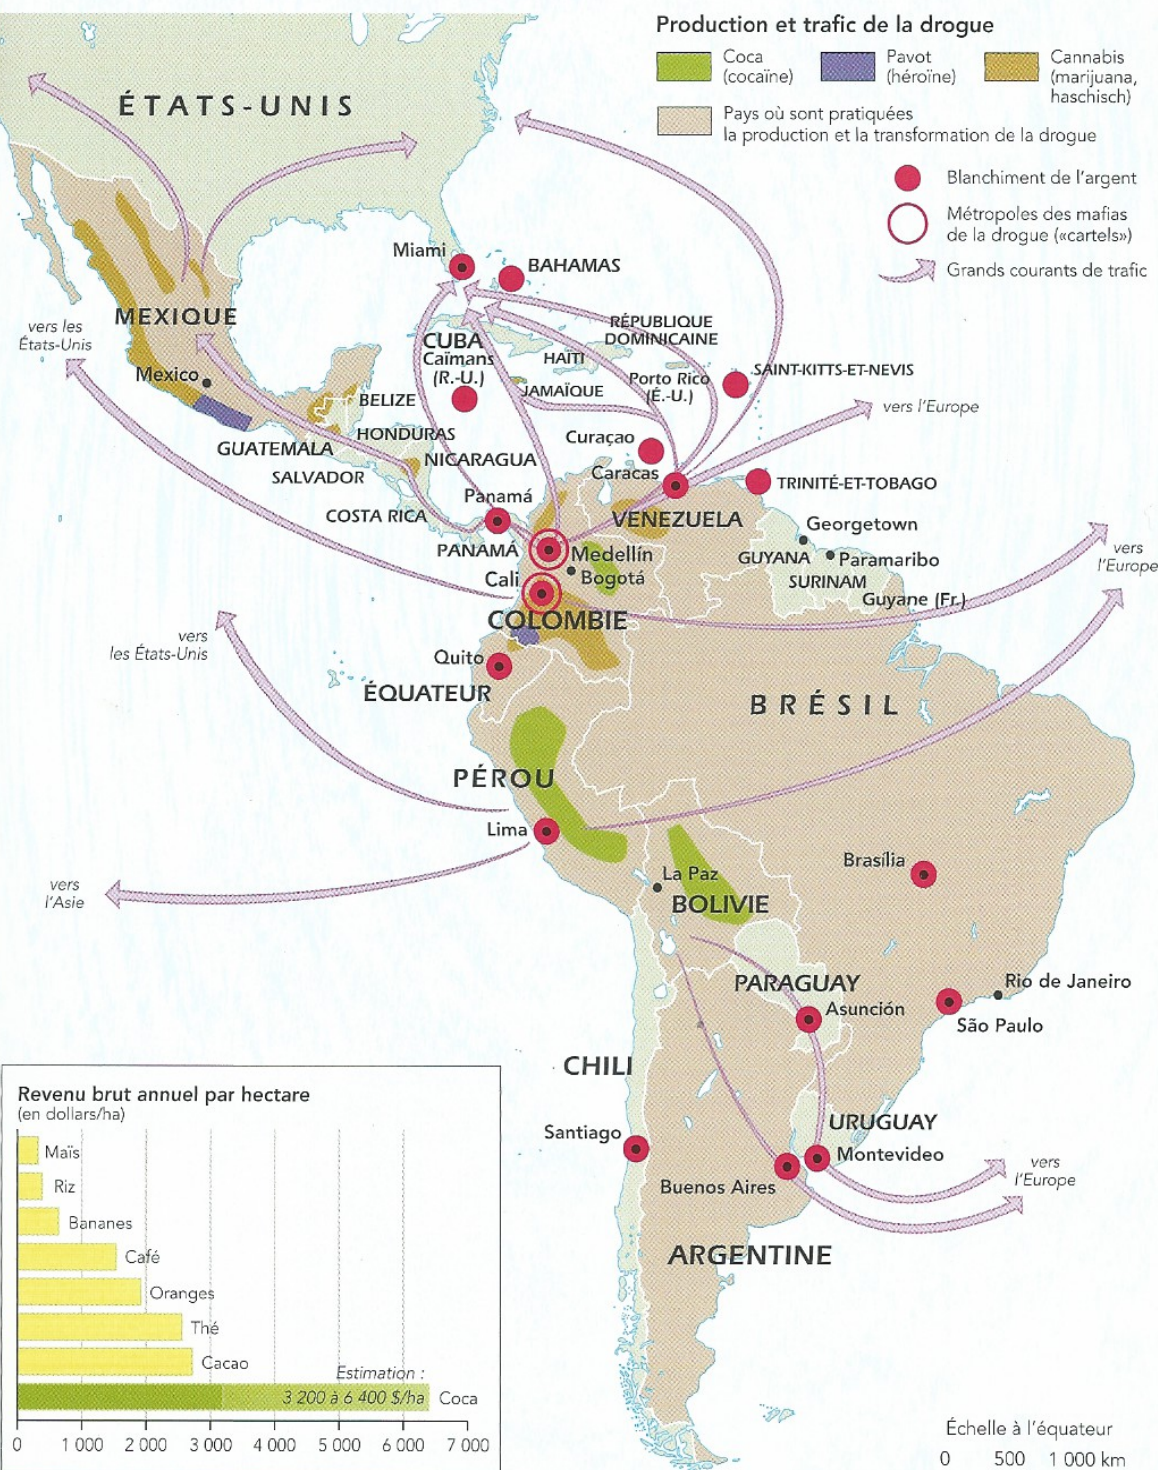 Production et trafic de la drogue
Coca
(cocaïne)
Pavot
(héroïne)
Cannabis
(marijuana,
haschisch)
Pays où sont pratiquées
la production et la transformation de la drogue
Blanchiment de l'argent
Métropoles des mafias
de la drogue («cartels»)
Grands courants de trafic
ÉTATS-UNIS
Miami
BAHAMAS
MEXIQUE
vers les
États-Unis
Mexico
CUBA
Caïmans
(R.-U.)
RÉPUBLIQUE
DOMINICAINE
HAÏTI
JAMAÏQUE
Porto Rico
(É.-U.)
SAINT-KITTS-ET-NEVIS
BELIZE
vers l'Europe
GUATEMALA
HONDURAS
SALVADOR
NICARAGUA
Curaçao
Caracas
TRINITÉ-ET-TOBAGO
COSTA RICA
Panamá
PANAMÁ
VENEZUELA
Georgetown
Medellín
Bogotá
GUYANA
Paramaribo
SURINAM
Guyane (Fr.)
vers
l'Europe
Cali
COLOMBIE
vers
les États-Unis
Quito
ÉQUATEUR
BRÉSIL
PÉROU
Lima
vers
l'Asie
La Paz
BOLIVIE
Brasília
PARAGUAY
Asunción
Rio de Janeiro
São Paulo
CHILI
Santiago
URUGUAY
Montevideo
Buenos Aires
vers
l'Europe
ARGENTINE
Revenu brut annuel par hectare
(en dollars/ha)
Maïs
Riz
Bananes
Café
Oranges
Thé
Cacao
Estimation :
3 200 à 6 400 $/ha
Coca
0 1 000 2 000 3 000 4 000 5 000 6 000 7 000
Échelle à l'équateur
0 500 1 000 km